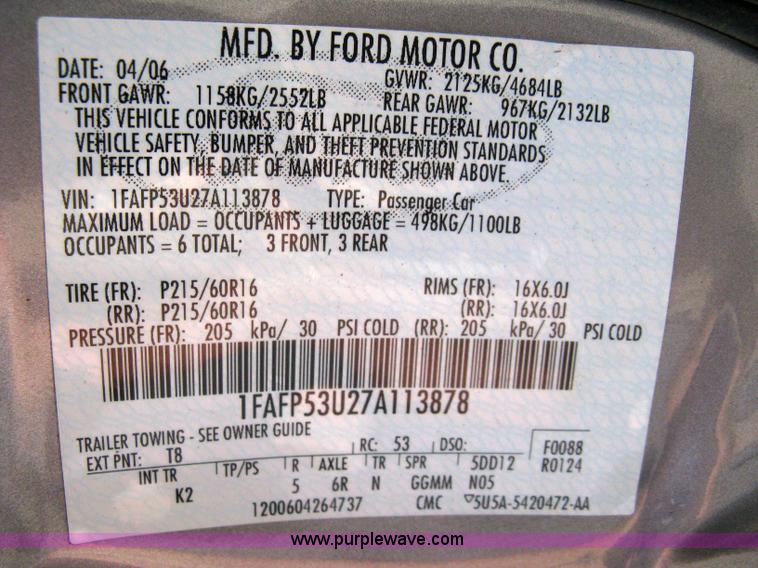 MFD. BY FORD MOTOR CO.
DATE: 04/06 GVWR: 2125KG/4684LB
FRONT GAWR: 1158KG/2552LB REAR GAWR: 967KG/2132LB
THIS VEHICLE CONFORMS TO ALL APPLICABLE FEDERAL MOTOR
VEHICLE SAFETY, BUMPER, AND THEFT PREVENTION STANDARDS
IN EFFECT ON THE DATE OF MANUFACTURE SHOWN ABOVE.
VIN: 1FAFP53U27A113878 TYPE: Passenger Car
MAXIMUM LOAD = OCCUPANTS + LUGGAGE = 498KG/1100LB
OCCUPANTS = 6 TOTAL; 3 FRONT, 3 REAR
TIRE (FR): P215/60R16 RIMS (FR): 16X6.0J
(RR): P215/60R16 (RR): 16X6.0J
PRESSURE (FR): 205 kPa/ 30 PSI COLD (RR): 205 kPa/ 30 PSI COLD
1FAFP53U27A113878
TRAILER TOWING - SEE OWNER GUIDE
EXT PNT: T8 RC: 53 DSO: F0088
INT TR TP/PS R AXLE TR SPR 5DD12 R0124
K2 5 6R N GGMM N05
1200604264737 CMC ▽5U5A-5420472-AA
www.purplewave.com